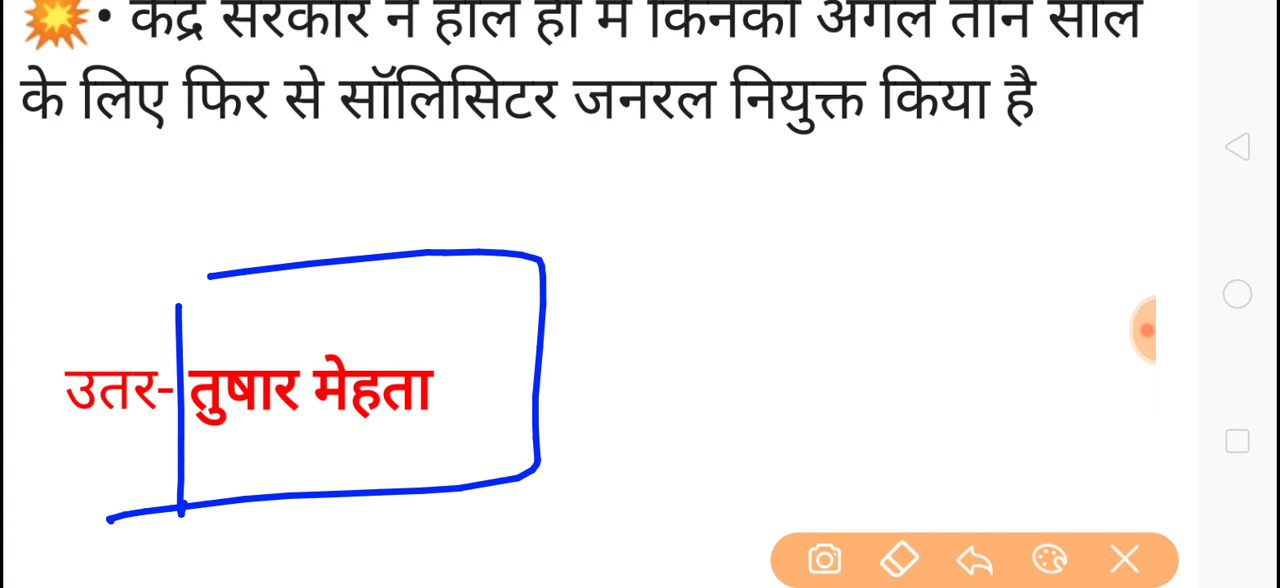 • केंद्र सरकार ने हाल ही में किनको अगले तीन साल
के लिए फिर से सॉलिसिटर जनरल नियुक्त किया है
उतर- तुषार मेहता